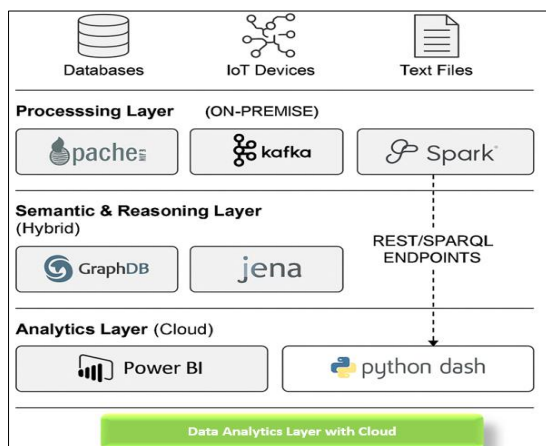 Databases
IoT Devices
Text Files
Processsing Layer (ON-PREMISE)
pache
kafka
Spark
Semantic & Reasoning Layer
(Hybrid)
GraphDB
jena
REST/SPARQL
ENDPOINTS
Analytics Layer (Cloud)
Power BI
python dash
Data Analytics Layer with Cloud